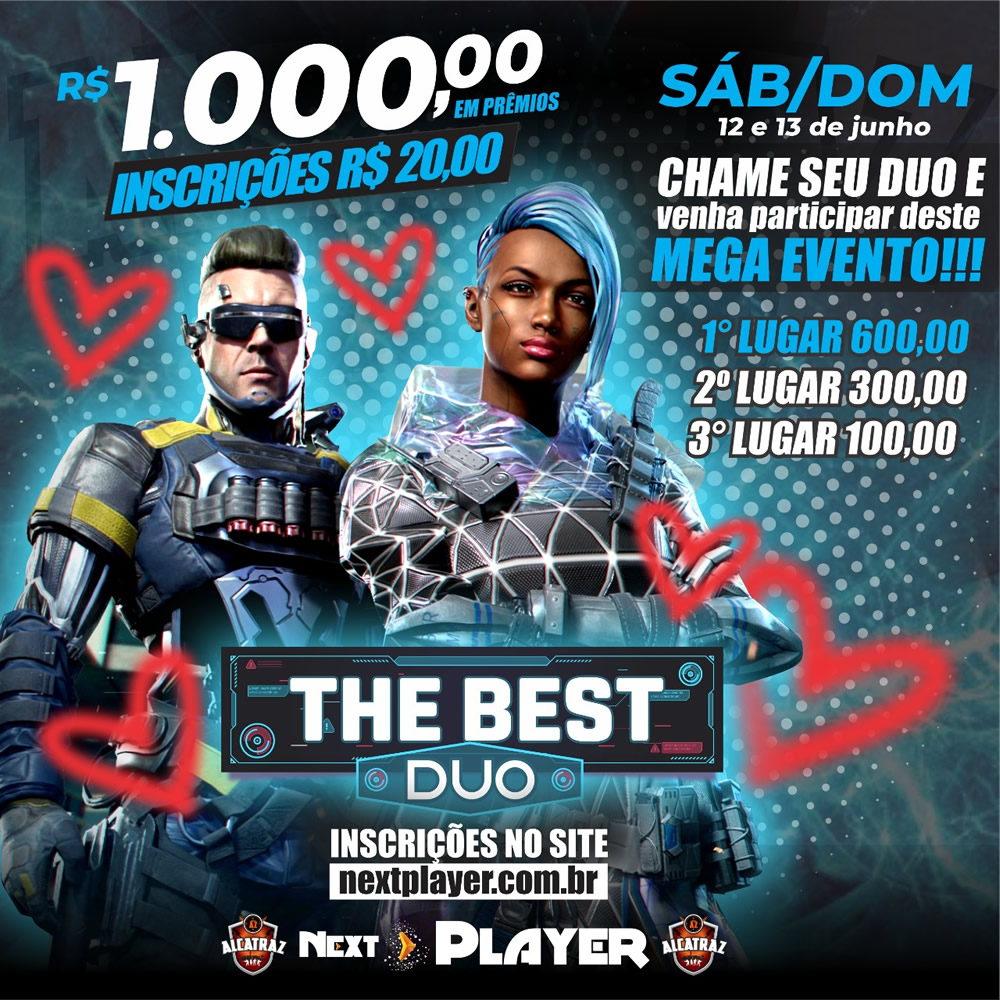 R$ 1.000,00
EM PRÊMIOS
INSCRIÇÕES R$ 20,00
SÁB/DOM
12 e 13 de junho
CHAME SEU DUO E
venha participar deste
MEGA EVENTO!!!
1° LUGAR 600,00
2º LUGAR 300,00
3° LUGAR 100,00
THE BEST
DUO
INSCRIÇÕES NO SITE
nextplayer.com.br
AZ
ALCATRAZ
NEXT PLAYER
AZ
ALCATRAZ